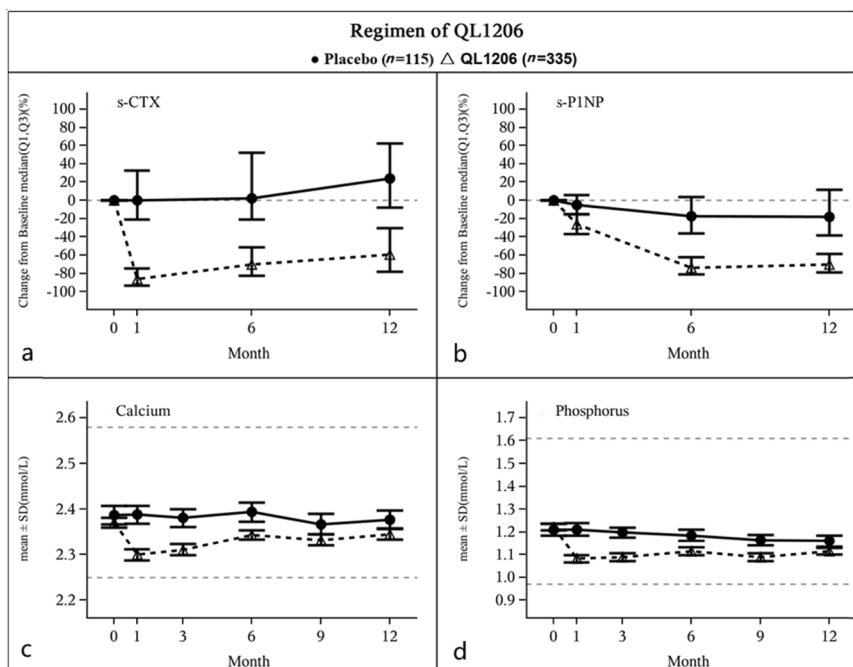 Regimen of QL1206
● Placebo (n=115) △ QL1206 (n=335)
s-CTX
Change from Baseline median(Q1,Q3)(%)
100
80
60
40
20
0
-20
-40
-60
-80
-100
0 1 6 12
Month
a
s-P1NP
Change from Baseline median(Q1,Q3)(%)
100
80
60
40
20
0
-20
-40
-60
-80
-100
0 1 6 12
Month
b
Calcium
mean ± SD(mmol/L)
2.6
2.5
2.4
2.3
2.2
0 1 3 6 9 12
Month
c
Phosphorus
mean ± SD(mmol/L)
1.7
1.6
1.5
1.4
1.3
1.2
1.1
1.0
0.9
0 1 3 6 9 12
Month
d